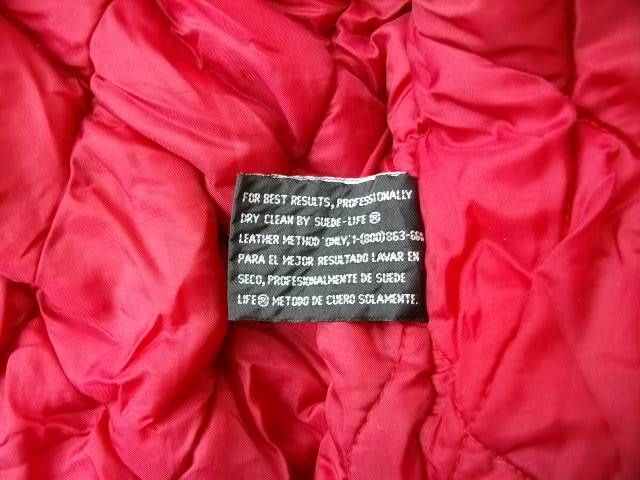 FOR BEST RESULTS, PROFESSIONALLY
DRY CLEAN BY SUEDE-LIFE®
LEATHER METHOD ONLY, 1-(800)863-
PARA EL MEJOR RESULTADO LAVAR EN
SECO, PROFESIONALMENTE DE SUEDE
LIFE® METODO DE CUERO SOLAMENTE.